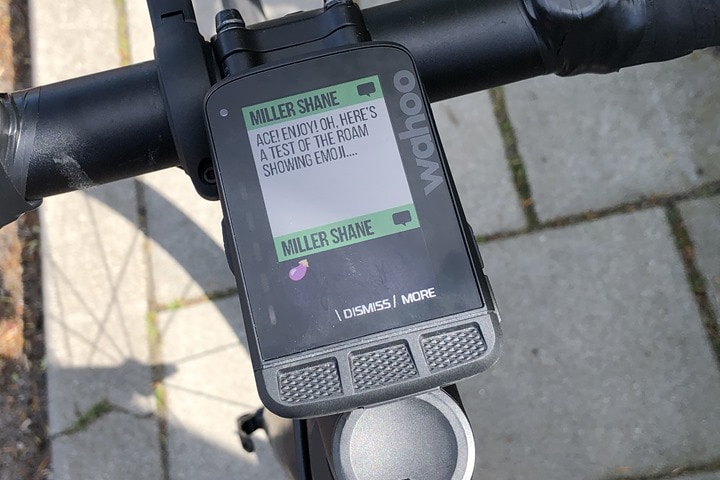 MILLER SHANE
ACE! ENJOY! OH, HERE'S
A TEST OF THE ROAM
SHOWING EMOJI....
MILLER SHANE
🍆
\ DISMISS / MORE
wahoo